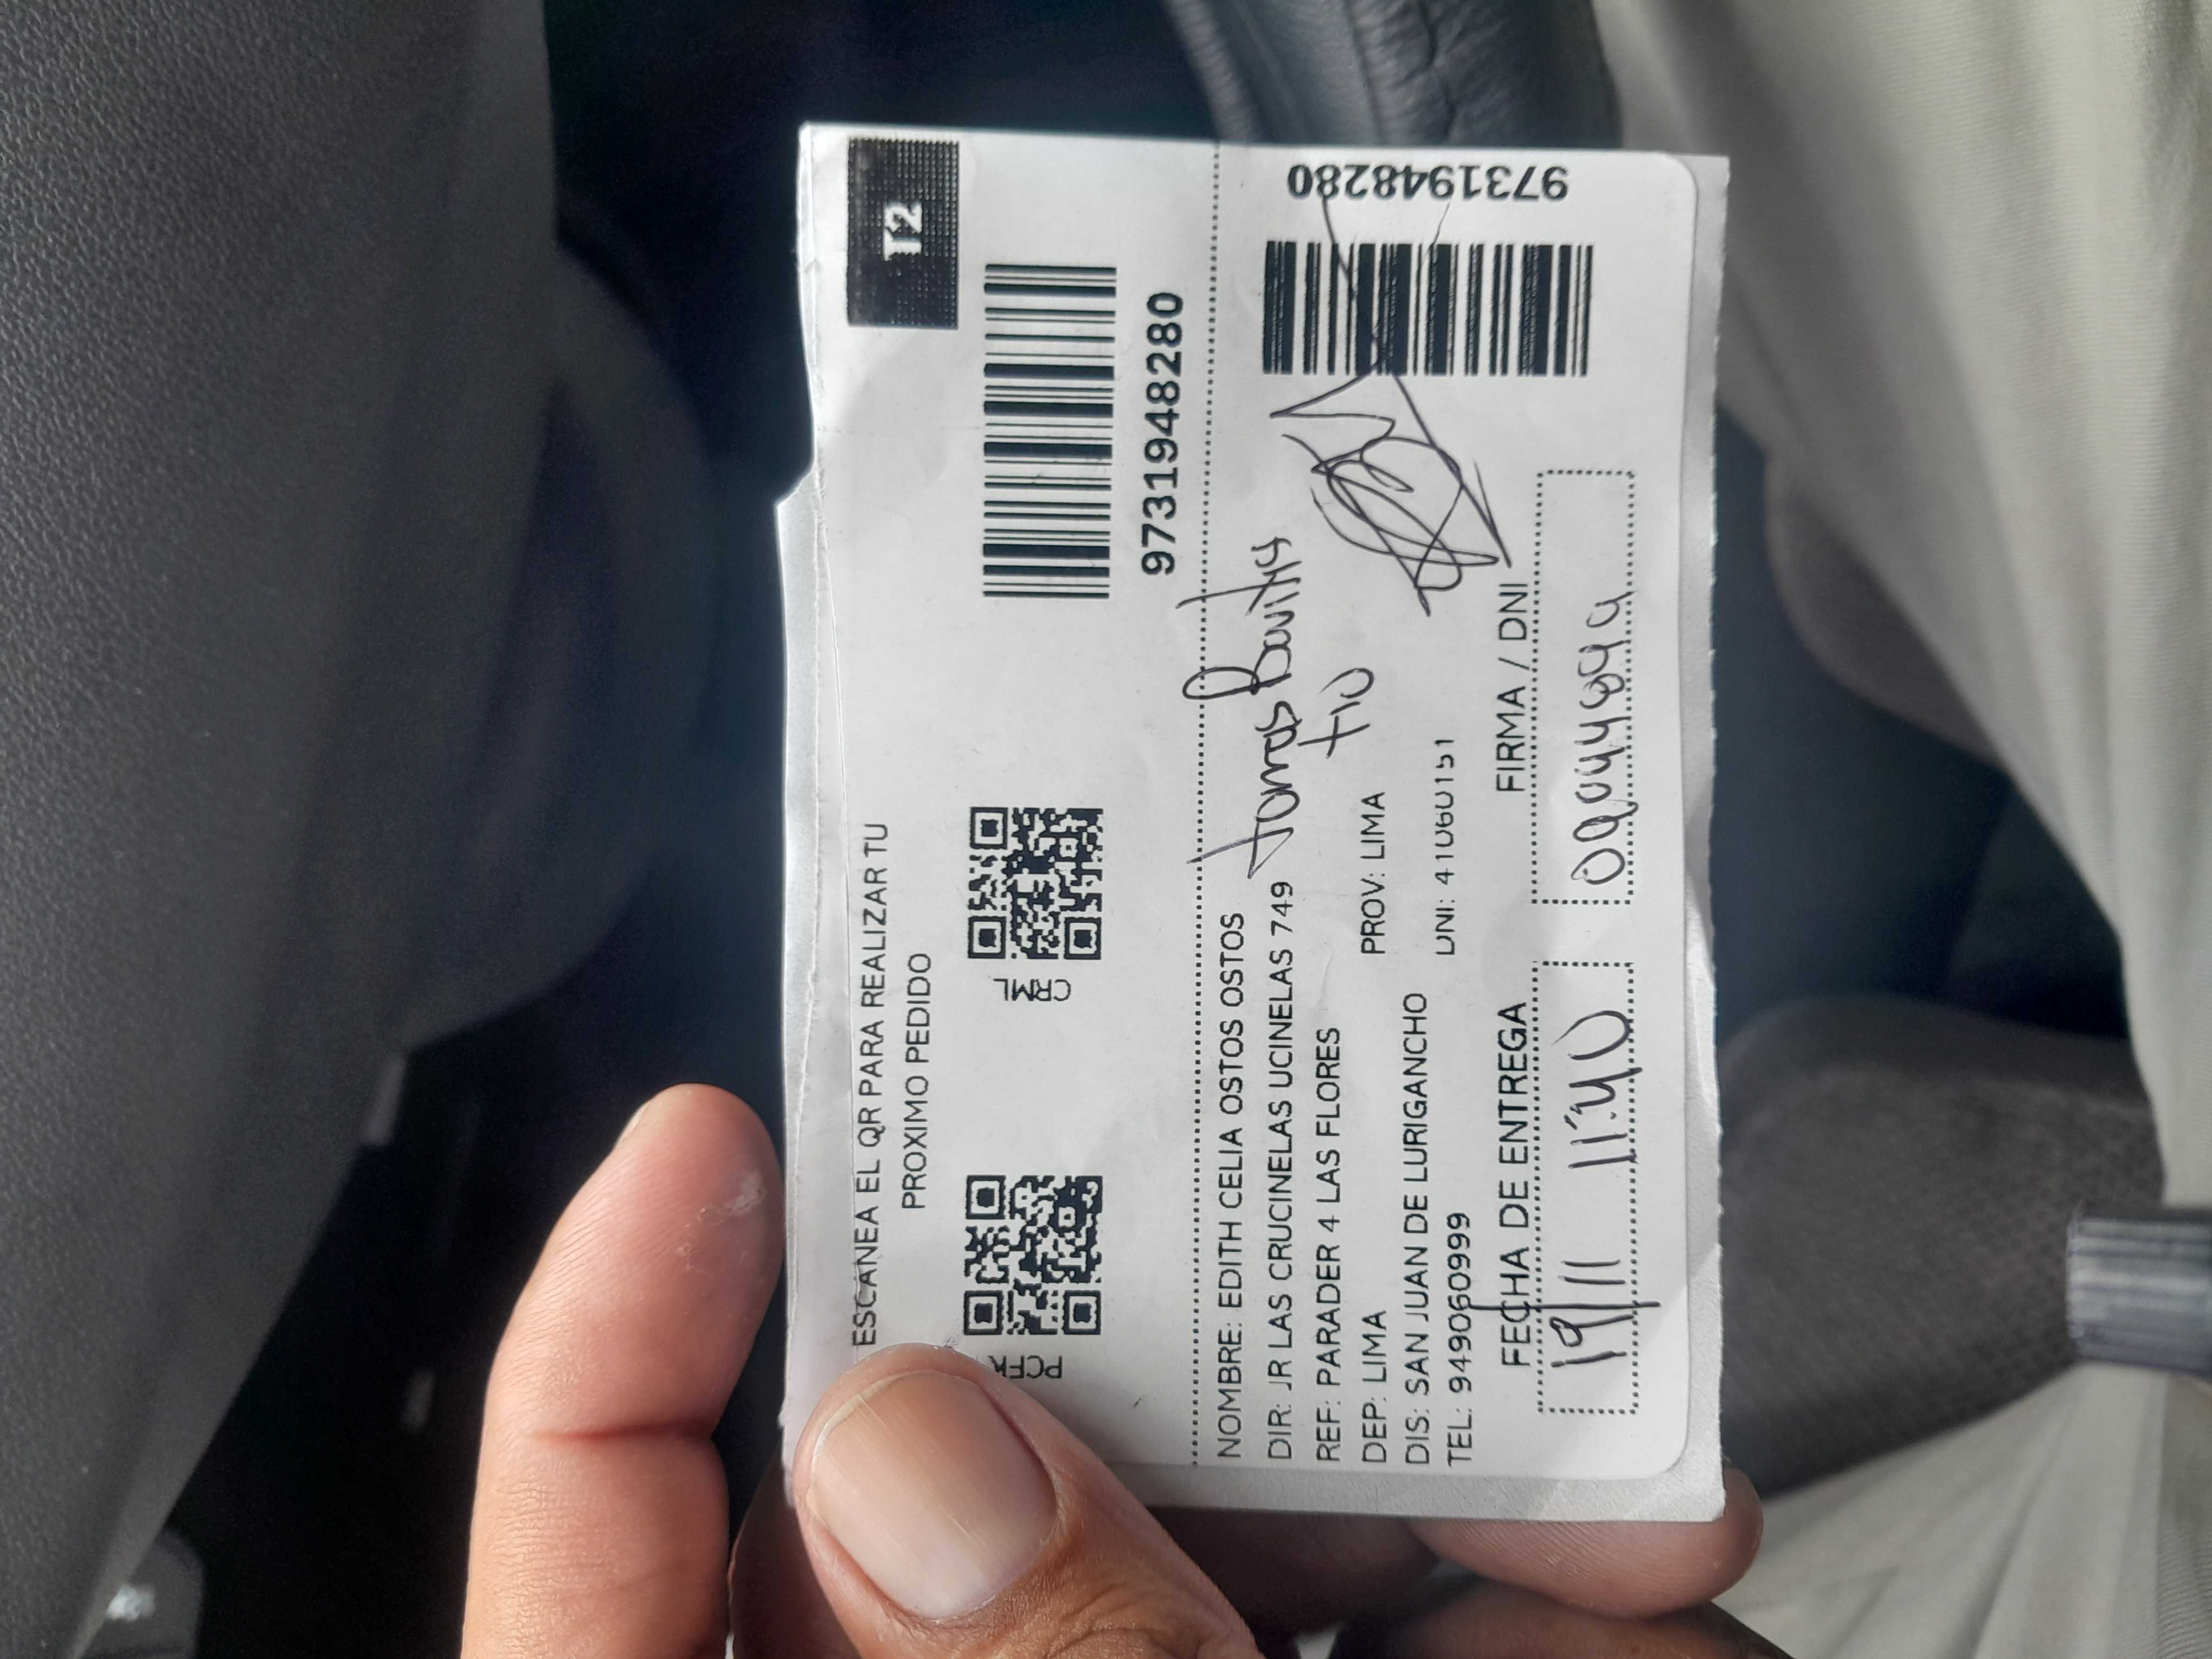 T2
ESCANEA EL QR PARA REALIZAR TU
PROXIMO PEDIDO
PCFK
CRML
9731948280
NOMBRE: EDITH CELIA OSTOS OSTOS
DIR: JR LAS CRUCINELAS UCINELAS 749
REF: PARADER 4 LAS FLORES
DEP: LIMA PROV: LIMA
DIS: SAN JUAN DE LURIGANCHO
TEL: 949060999 DNI: 41060151
tio
9731948280
FECHA DE ENTREGA FIRMA / DNI
19/11 11:40